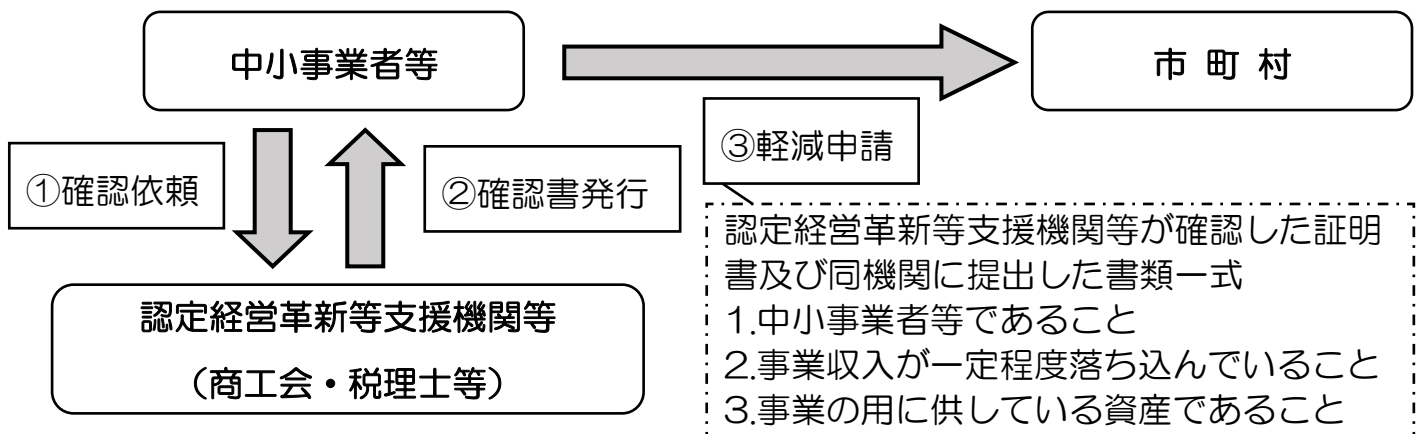 中小事業者等
市 町 村
①確認依頼
②確認書発行
③軽減申請
認定経営革新等支援機関等
（商工会・税理士等）
認定経営革新等支援機関等が確認した証明
書及び同機関に提出した書類一式
1.中小事業者等であること
2.事業収入が一定程度落ち込んでいること
3.事業の用に供している資産であること